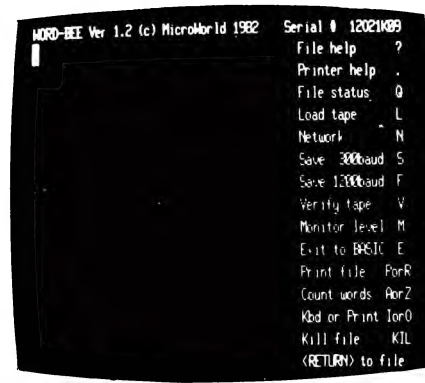 WORD-BEE Ver 1.2 (c) MicroWorld 1982 Serial # 12021K09
File help ?
Printer help .
File status Q
Load tape L
Network N
Save 300baud S
Save 1200baud F
Verify tape V
Monitor level M
Exit to BASIC E
Print file PorR
Count words AorZ
Kbd or Print IorO
Kill file KIL
<RETURN> to file